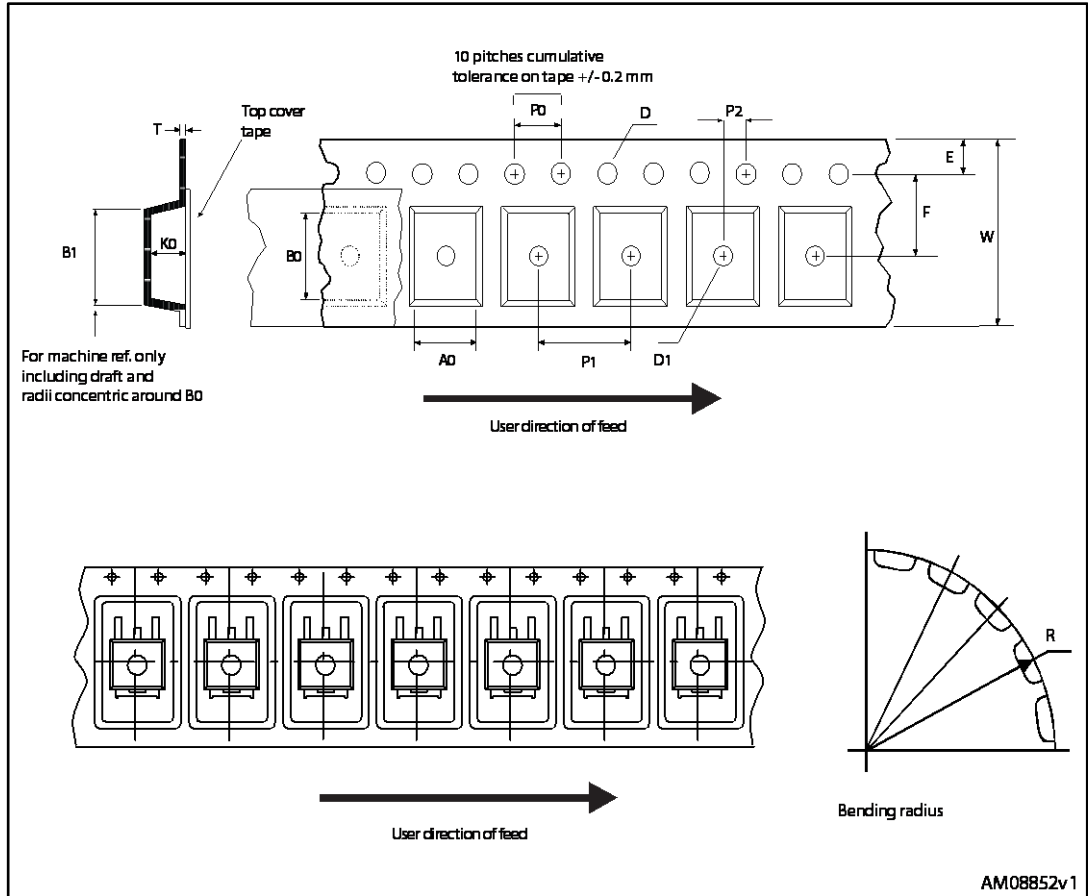 10 pitches cumulative
tolerance on tape +/- 0.2 mm
T
Top cover
tape
P0
D
P2
E
F
W
B1
K0
B0
For machine ref. only
including draft and
radii concentric around B0
A0
P1
D1
User direction of feed
R
Bending radius
User direction of feed
AM08852v1